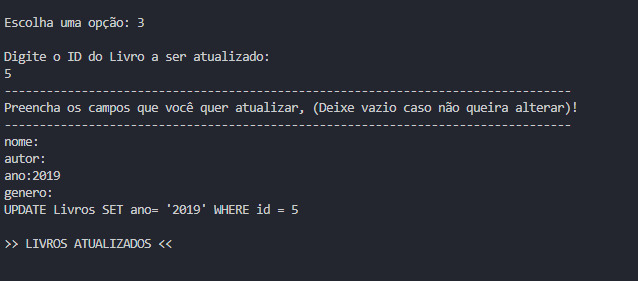 Escolha uma opção: 3
Digite o ID do Livro a ser atualizado:
5
---------------------------------------------------------------------------------
Preencha os campos que você quer atualizar, (Deixe vazio caso não queira alterar)!
---------------------------------------------------------------------------------
nome:
autor:
ano:2019
genero:
UPDATE Livros SET ano= '2019' WHERE id = 5
>> LIVROS ATUALIZADOS <<